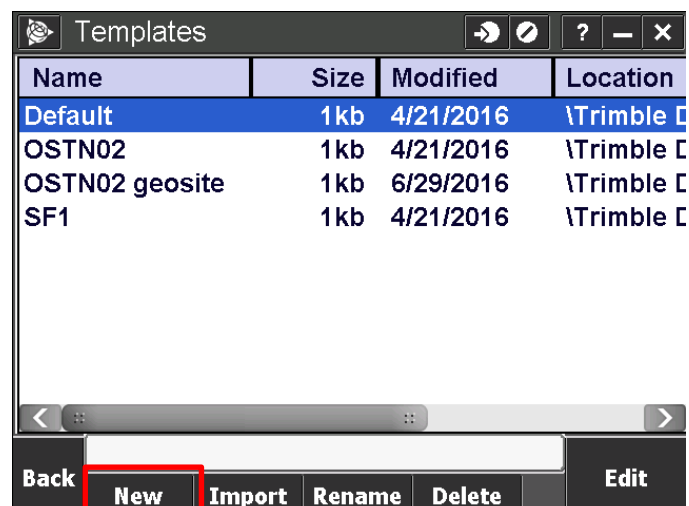 Templates ?
Name Size Modified Location
Default 1kb 4/21/2016 \Trimble D
OSTN02 1kb 4/21/2016 \Trimble D
OSTN02 geosite 1kb 6/29/2016 \Trimble D
SF1 1kb 4/21/2016 \Trimble D
Back New Import Rename Delete Edit